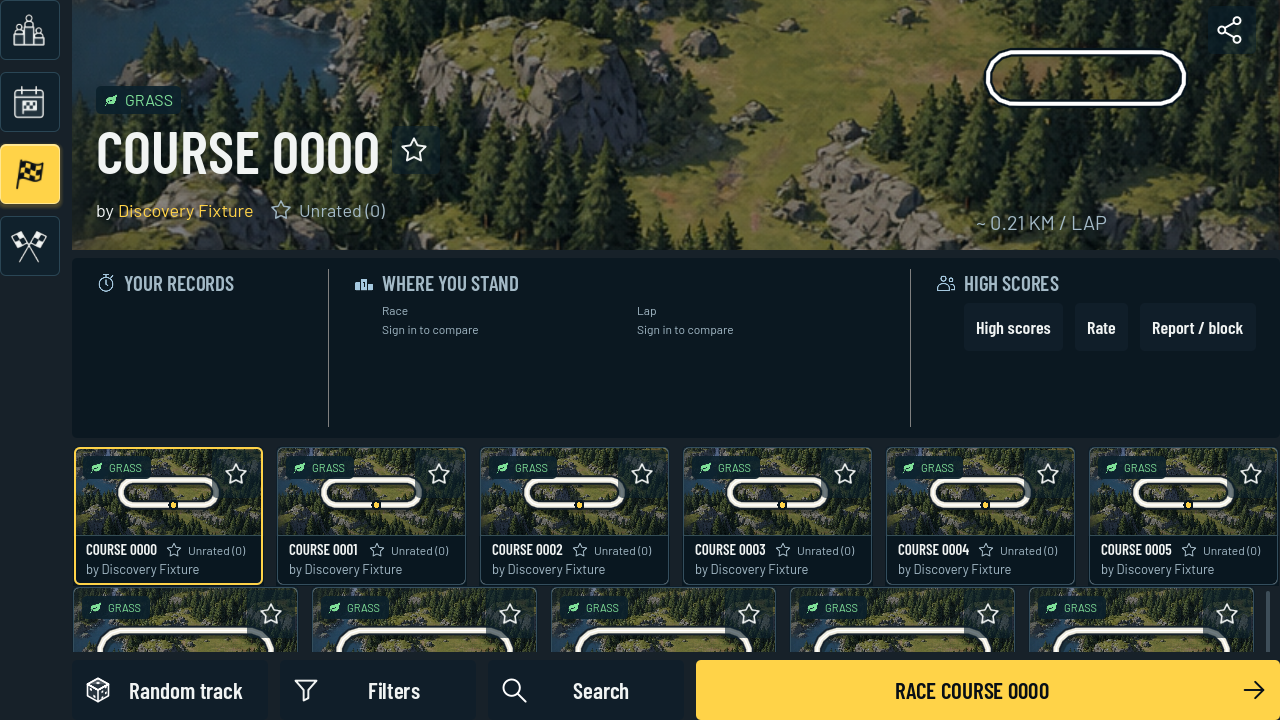 GRASS
COURSE 0000
by Discovery Fixture Unrated (0)
~ 0.21 KM / LAP
YOUR RECORDS
WHERE YOU STAND
Race
Sign in to compare
Lap
Sign in to compare
HIGH SCORES
High scores Rate Report / block
GRASS GRASS GRASS GRASS GRASS GRASS
COURSE 0000 Unrated (0)
by Discovery Fixture
COURSE 0001 Unrated (0)
by Discovery Fixture
COURSE 0002 Unrated (0)
by Discovery Fixture
COURSE 0003 Unrated (0)
by Discovery Fixture
COURSE 0004 Unrated (0)
by Discovery Fixture
COURSE 0005 Unrated (0)
by Discovery Fixture
GRASS GRASS GRASS GRASS GRASS
Random track Filters Search RACE COURSE 0000